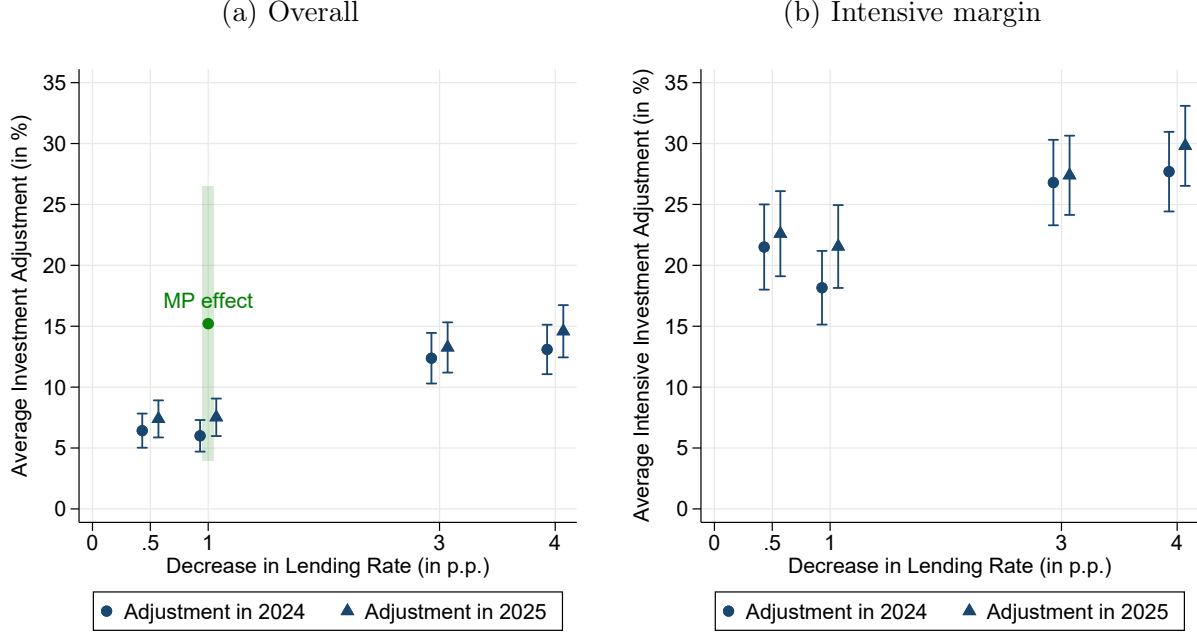 (a) Overall
Average Investment Adjustment (in %)
35
30
25
20
15
10
5
0
MP effect
0 .5 1 3 4
Decrease in Lending Rate (in p.p.)
Adjustment in 2024 Adjustment in 2025
(b) Intensive margin
Average Intensive Investment Adjustment (in %)
35
30
25
20
15
10
5
0
0 .5 1 3 4
Decrease in Lending Rate (in p.p.)
Adjustment in 2024 Adjustment in 2025